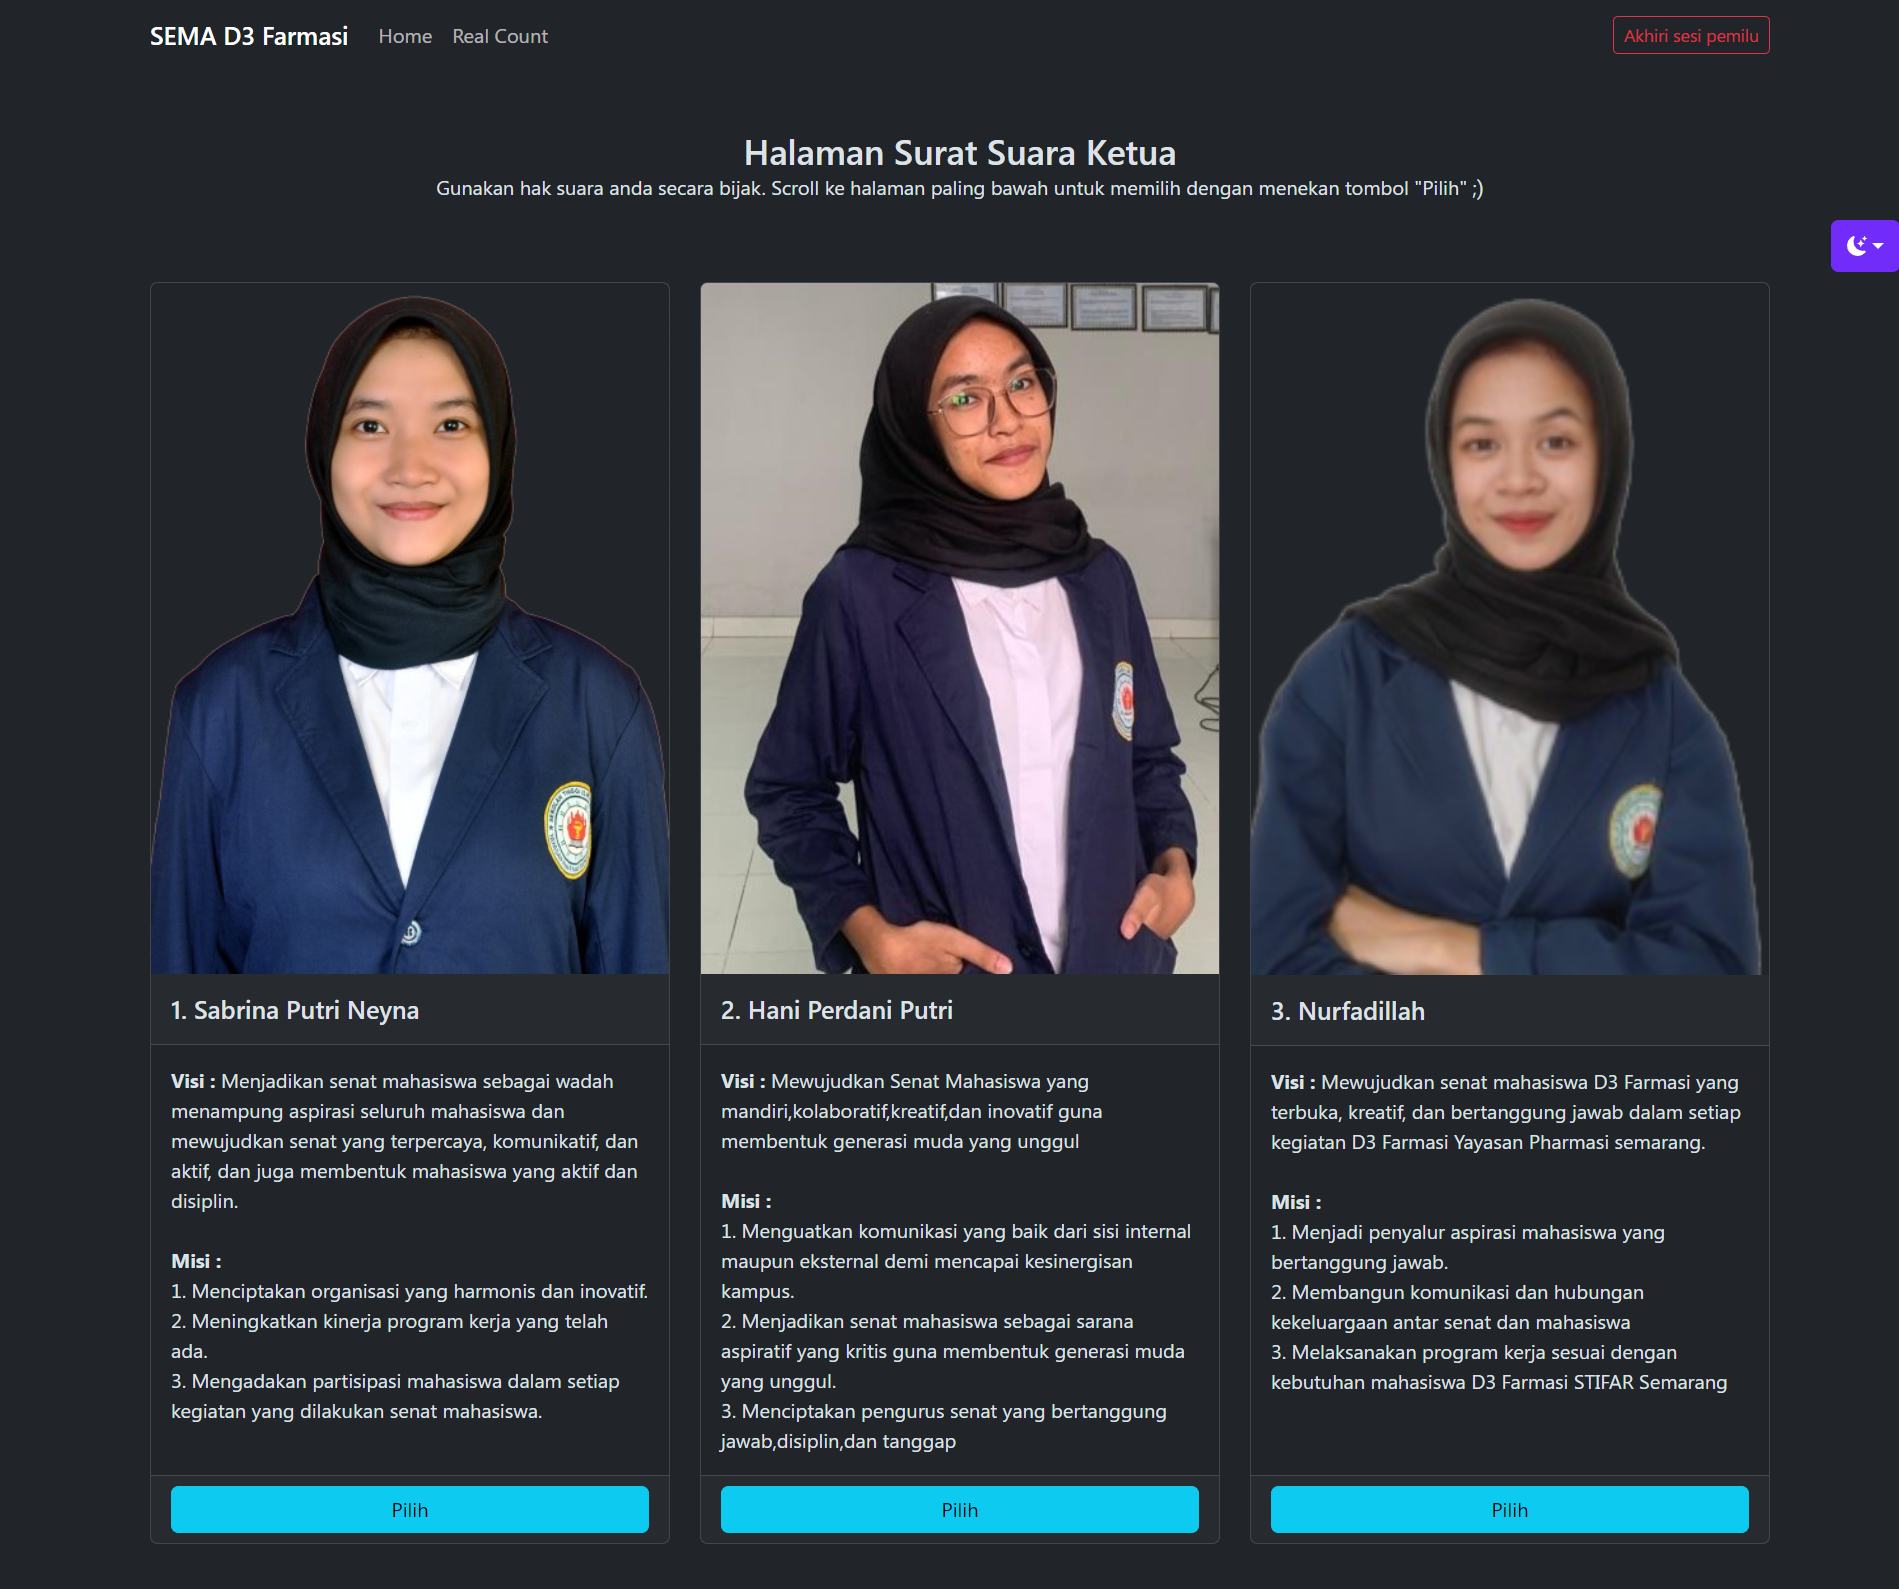 SEMA D3 Farmasi
Home
Real Count
Akhiri sesi pemilu
Halaman Surat Suara Ketua
Gunakan hak suara anda secara bijak. Scroll ke halaman paling bawah untuk memilih dengan menekan tombol "Pilih" ;)
1. Sabrina Putri Neyna
Visi : Menjadikan senat mahasiswa sebagai wadah
menampung aspirasi seluruh mahasiswa dan
mewujudkan senat yang terpercaya, komunikatif, dan
aktif, dan juga membentuk mahasiswa yang aktif dan
disiplin.
Misi :
1. Menciptakan organisasi yang harmonis dan inovatif.
2. Meningkatkan kinerja program kerja yang telah
ada.
3. Mengadakan partisipasi mahasiswa dalam setiap
kegiatan yang dilakukan senat mahasiswa.
Pilih
2. Hani Perdani Putri
Visi : Mewujudkan Senat Mahasiswa yang
mandiri,kolaboratif,kreatif,dan inovatif guna
membentuk generasi muda yang unggul
Misi :
1. Menguatkan komunikasi yang baik dari sisi internal
maupun eksternal demi mencapai kesinergisan
kampus.
2. Menjadikan senat mahasiswa sebagai sarana
aspiratif yang kritis guna membentuk generasi muda
yang unggul.
3. Menciptakan pengurus senat yang bertanggung
jawab,disiplin,dan tanggap
Pilih
3. Nurfadillah
Visi : Mewujudkan senat mahasiswa D3 Farmasi yang
terbuka, kreatif, dan bertanggung jawab dalam setiap
kegiatan D3 Farmasi Yayasan Pharmasi semarang.
Misi :
1. Menjadi penyalur aspirasi mahasiswa yang
bertanggung jawab.
2. Membangun komunikasi dan hubungan
kekeluargaan antar senat dan mahasiswa
3. Melaksanakan program kerja sesuai dengan
kebutuhan mahasiswa D3 Farmasi STIFAR Semarang
Pilih